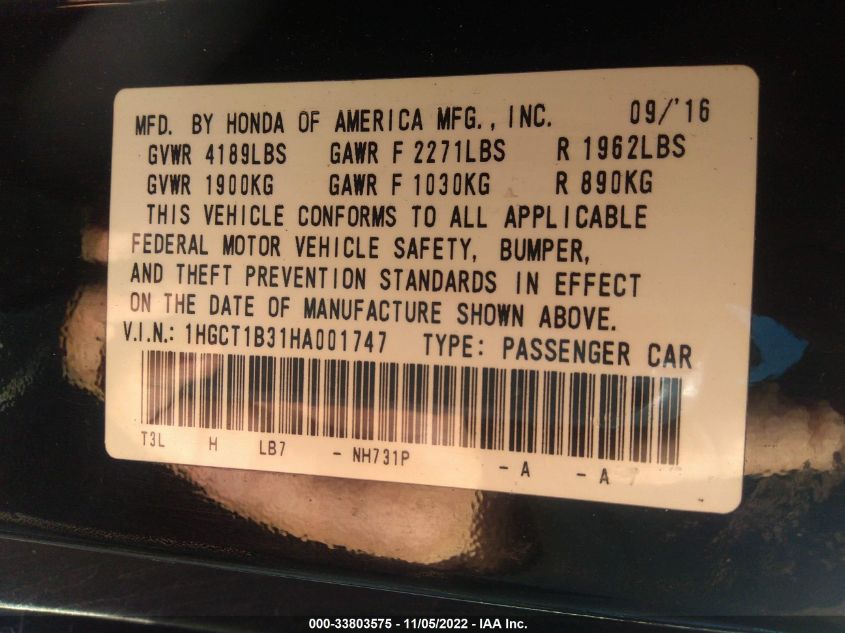 MFD. BY HONDA OF AMERICA MFG., INC. 09/'16
GVWR 4189LBS GAWR F 2271LBS R 1962LBS
GVWR 1900KG GAWR F 1030KG R 890KG
THIS VEHICLE CONFORMS TO ALL APPLICABLE
FEDERAL MOTOR VEHICLE SAFETY, BUMPER,
AND THEFT PREVENTION STANDARDS IN EFFECT
ON THE DATE OF MANUFACTURE SHOWN ABOVE.
V.I.N.: 1HGCT1B31HA001747 TYPE: PASSENGER CAR
T3L H LB7 - NH731P - A - A
000-33803575 - 11/05/2022 - IAA Inc.